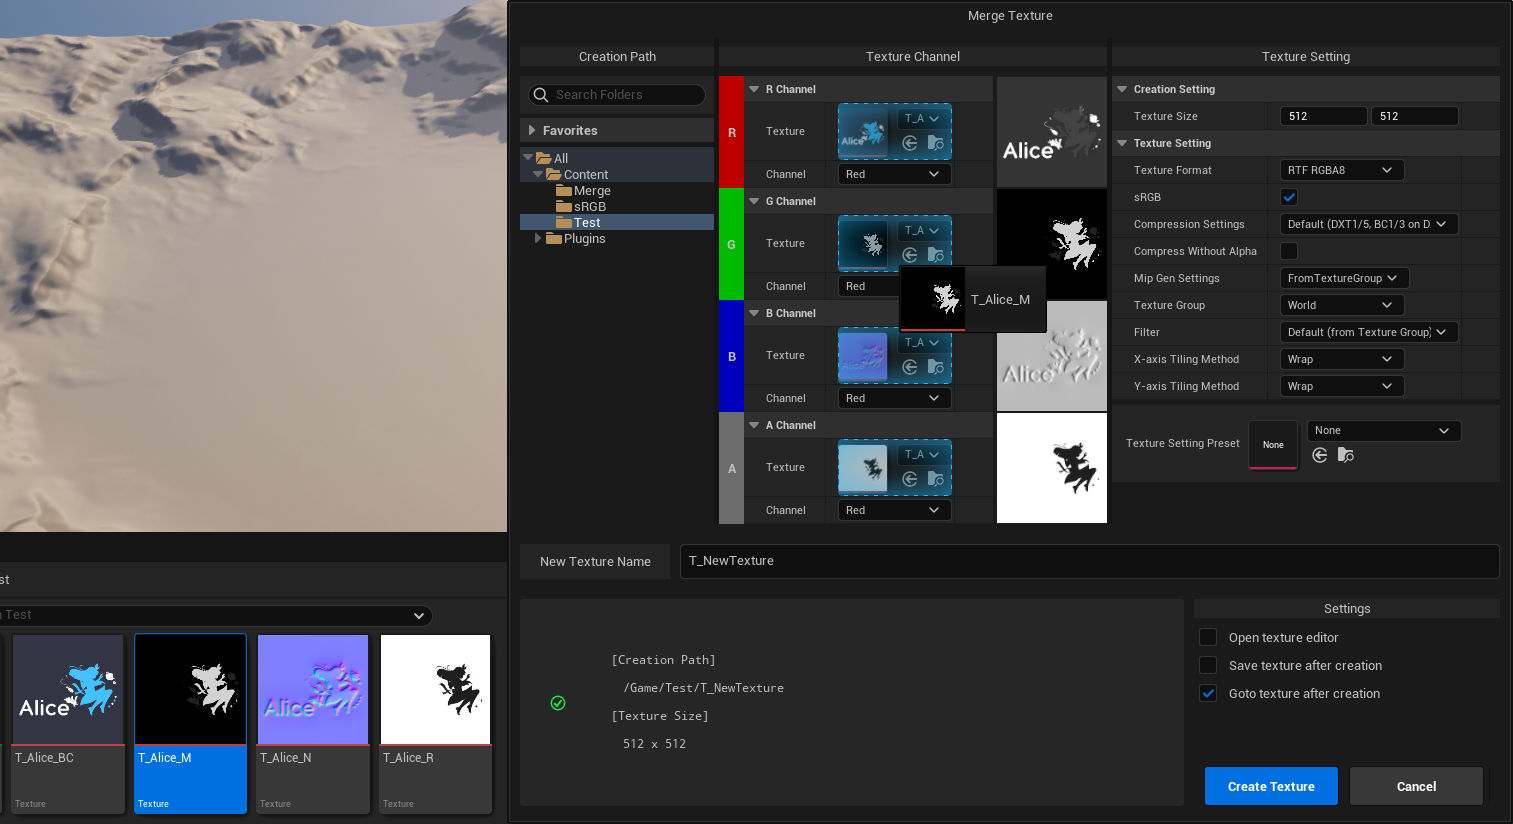 Merge Texture
Creation Path
Texture Channel
Texture Setting
Search Folders
Favorites
All
Content
Merge
sRGB
Test
Plugins
R
R Channel
Texture
T_A
Alice
Channel
Red
Alice
G
G Channel
Texture
T_A
Channel
Red
T_Alice_M
B
B Channel
Texture
T_A
Channel
Red
Alice
A
A Channel
Texture
T_A
Channel
Red
Creation Setting
Texture Size
512
512
Texture Setting
Texture Format
RTF RGBA8
sRGB
Compression Settings
Default (DXT1/5, BC1/3 on D
Compress Without Alpha
Mip Gen Settings
FromTextureGroup
Texture Group
World
Filter
Default (from Texture Group)
X-axis Tiling Method
Wrap
Y-axis Tiling Method
Wrap
Texture Setting Preset
None
None
New Texture Name
T_NewTexture
[Creation Path]
/Game/Test/T_NewTexture
[Texture Size]
512 x 512
Settings
Open texture editor
Save texture after creation
Goto texture after creation
Create Texture
Cancel
st
Test
Alice
T_Alice_BC
Texture
T_Alice_M
Texture
Alice
T_Alice_N
Texture
T_Alice_R
Texture